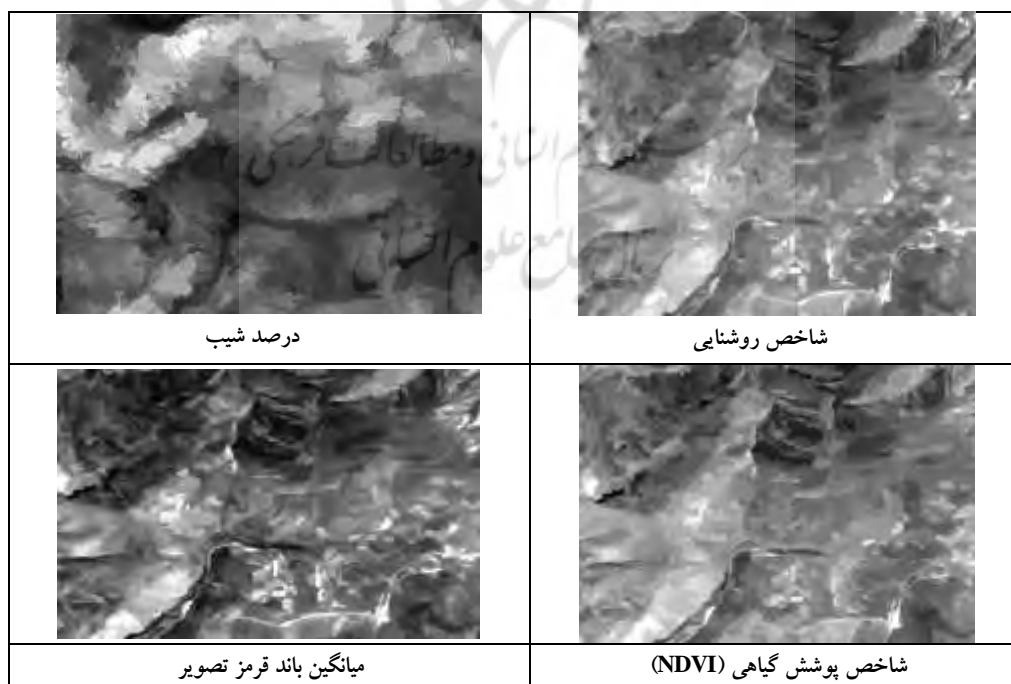 شاخص روشنایی
درصد شیب
شاخص پوشش گیاهی (NDVI)
میانگین باند قرمز تصویر